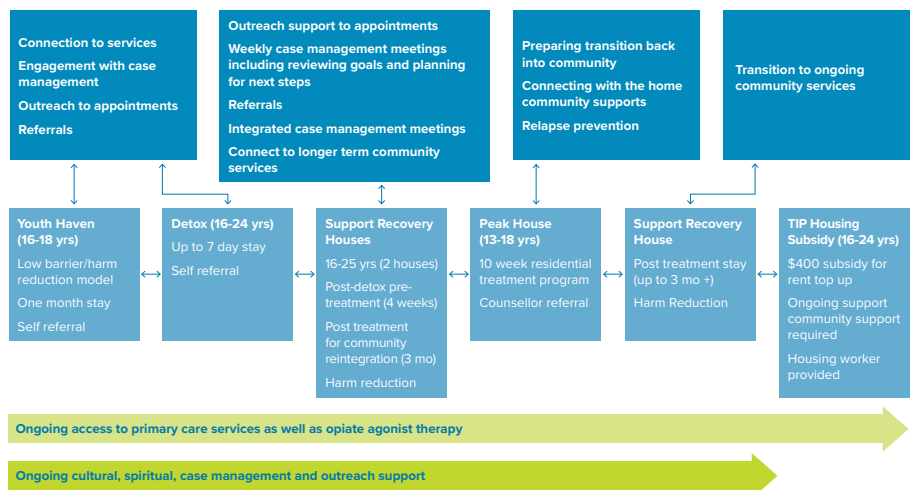 Connection to services
Engagement with case
management
Outreach to appointments
Referrals
Outreach support to appointments
Weekly case management meetings
including reviewing goals and planning
for next steps
Referrals
Integrated case management meetings
Connect to longer term community
services
Preparing transition back
into community
Connecting with the home
community supports
Relapse prevention
Transition to ongoing
community services
Youth Haven
(16-18 yrs)
Low barrier/harm
reduction model
One month stay
Self referral
Detox (16-24 yrs)
Up to 7 day stay
Self referral
Support Recovery
Houses
16-25 yrs (2 houses)
Post-detox pre-
treatment (4 weeks)
Post treatment
for community
reintegration (3 mo)
Harm reduction
Peak House
(13-18 yrs)
10 week residential
treatment program
Counsellor referral
Support Recovery
House
Post treatment stay
(up to 3 mo +)
Harm Reduction
TIP Housing
Subsidy (16-24 yrs)
$400 subsidy for
rent top up
Ongoing support
community support
required
Housing worker
provided
Ongoing access to primary care services as well as opiate agonist therapy
Ongoing cultural, spiritual, case management and outreach support